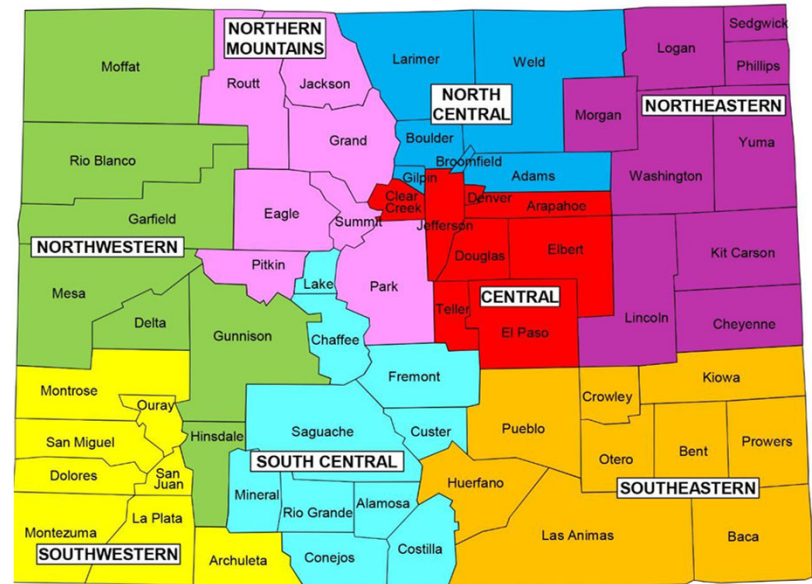 NORTHERN
MOUNTAINS
Sedgwick
Logan
Moffat
Larimer
Weld
Phillips
Routt
Jackson
NORTH
CENTRAL
Morgan
NORTHEASTERN
Grand
Boulder
Yuma
Rio Blanco
Broomfield
Gilpin
Adams
Washington
Clear
Creek
Denver
Arapahoe
Garfield
Eagle
Summit
Jefferson
NORTHWESTERN
Douglas
Elbert
Kit Carson
Pitkin
Lake
Park
Mesa
CENTRAL
Teller
Lincoln
Cheyenne
Delta
Gunnison
Chaffee
El Paso
Fremont
Kiowa
Montrose
Crowley
Ouray
Hinsdale
Saguache
Custer
Pueblo
San Miguel
Otero
Bent
Prowers
SOUTH CENTRAL
Dolores
San
Juan
Mineral
Huerfano
SOUTHEASTERN
Rio Grande
Alamosa
La Plata
Montezuma
Las Animas
Baca
SOUTHWESTERN
Archuleta
Conejos
Costilla